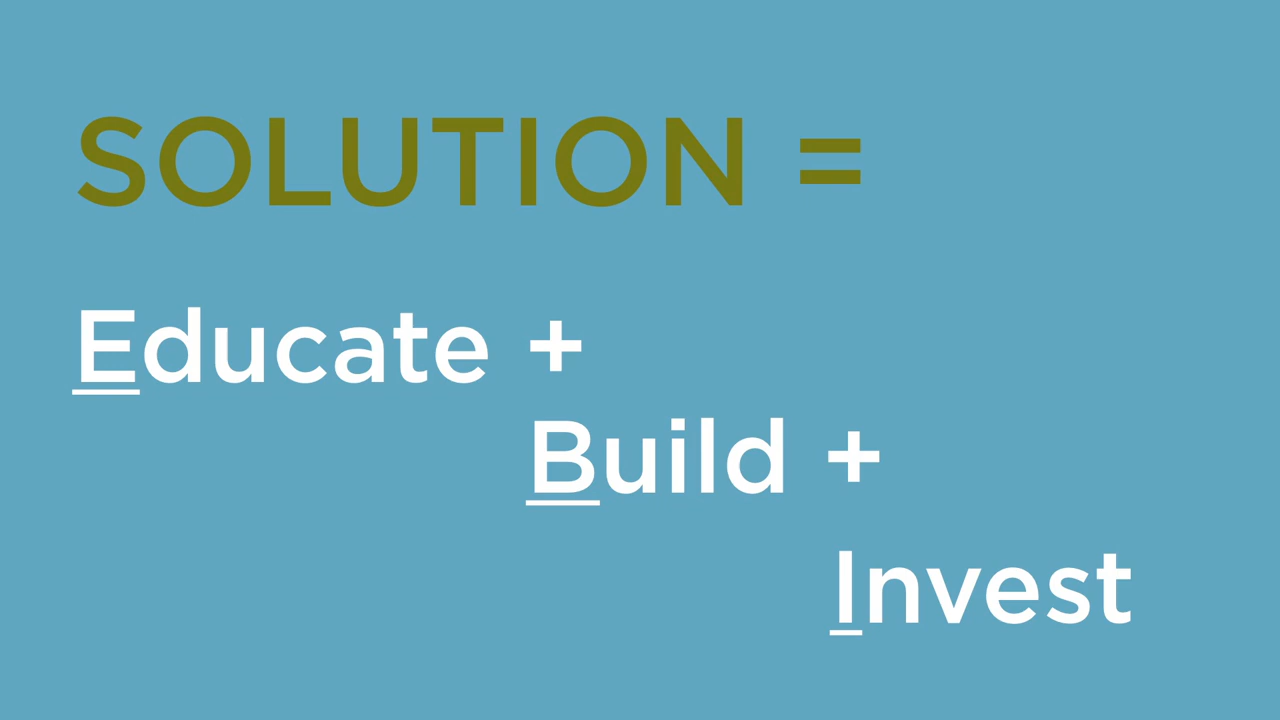 SOLUTION =
Educate +
Build +
Invest